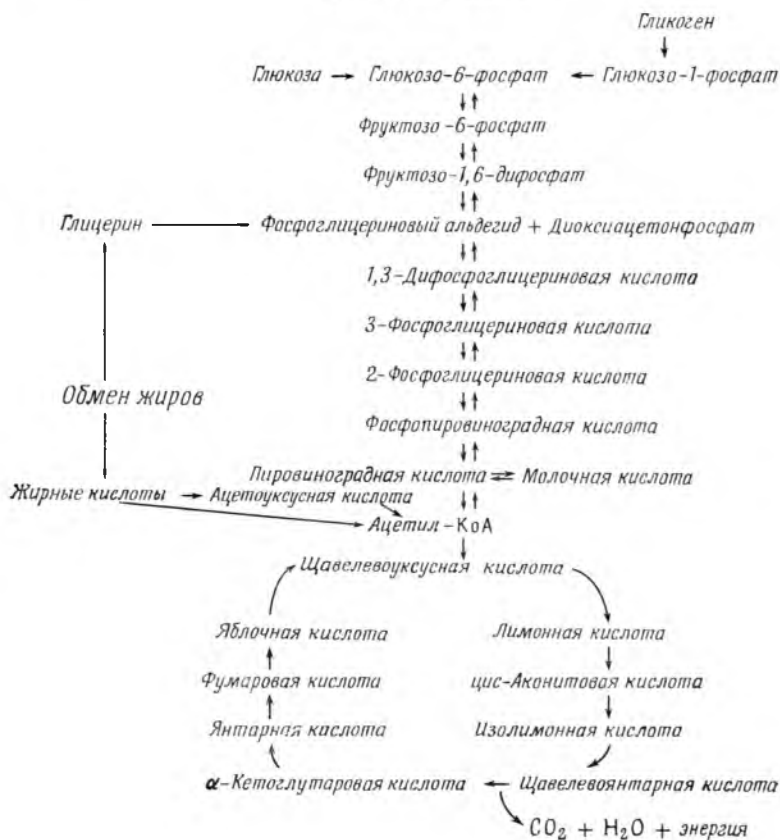 Гликоген
Глюкоза → Глюкозо-6-фосфат ← Глюкозо-1-фосфат
Фруктозо-6-фосфат
Фруктозо-1,6-дифосфат
Глицерин Фосфоглицериновый альдегид + Диоксиацетонфосфат
1,3-Дифосфоглицериновая кислота
3-Фосфоглицериновая кислота
2-Фосфоглицериновая кислота
Обмен жиров
Фосфопировиноградная кислота
Пировиноградная кислота ⇌ Молочная кислота
Жирные кислоты → Ацетоуксусная кислота
Ацетил-КоА
Щавелевоуксусная кислота
Яблочная кислота Лимонная кислота
Фумаровая кислота цис-Аконитовая кислота
Янтарная кислота Изолимонная кислота
α-Кетоглутаровая кислота ← Щавелевоянтарная кислота
CO₂ + H₂O + энергия